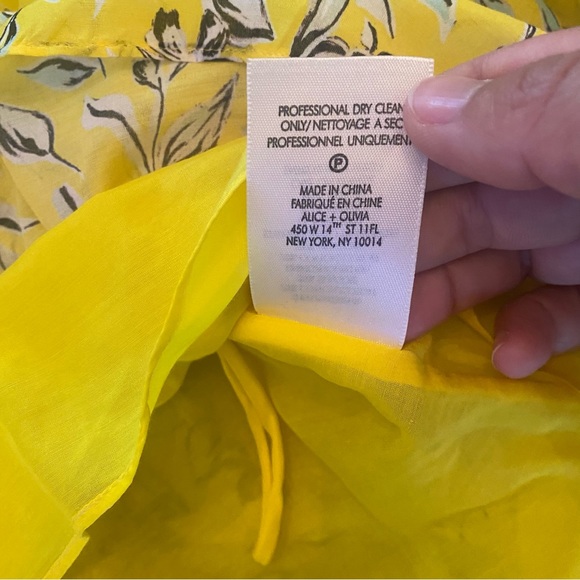 PROFESSIONAL DRY CLEAN
ONLY/ NETTOYAGE A SEC
PROFESSIONNEL UNIQUEMENT
P
MADE IN CHINA
FABRIQUÉ EN CHINE
ALICE + OLIVIA
450 W 14TH ST 11FL
NEW YORK, NY 10014